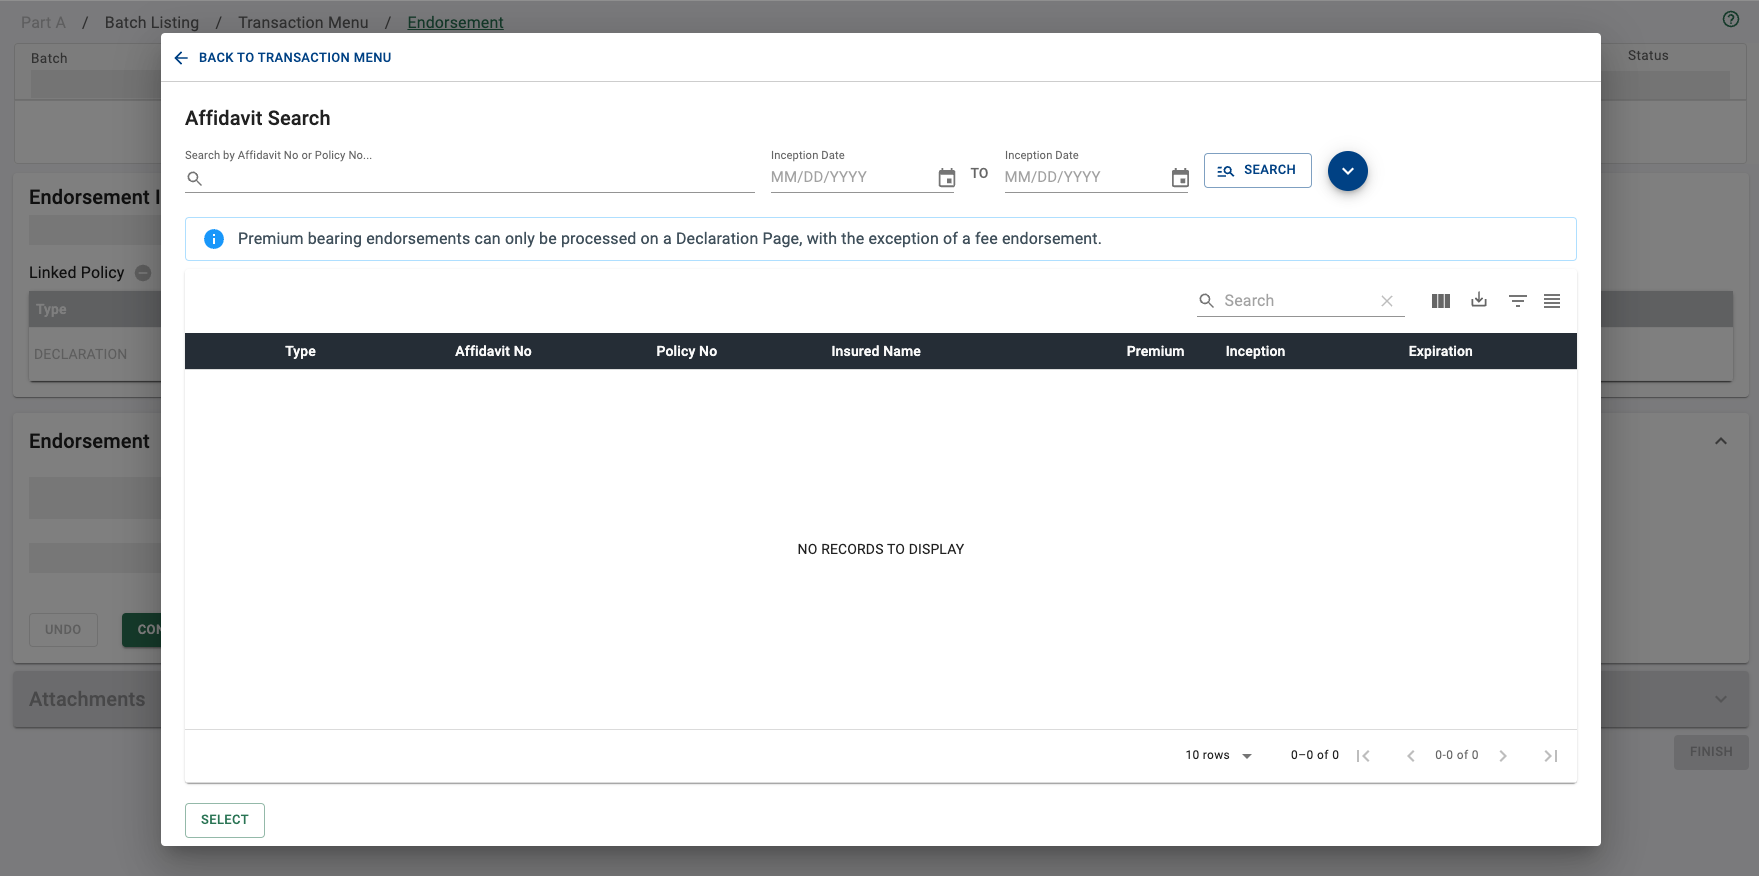 Part A / Batch Listing / Transaction Menu / Endorsement
Batch
Status
BACK TO TRANSACTION MENU
Affidavit Search
Search by Affidavit No or Policy No...
Inception Date
MM/DD/YYYY
TO
Inception Date
MM/DD/YYYY
SEARCH
Premium bearing endorsements can only be processed on a Declaration Page, with the exception of a fee endorsement.
Search
Type Affidavit No Policy No Insured Name Premium Inception Expiration
NO RECORDS TO DISPLAY
10 rows 0–0 of 0 0-0 of 0
SELECT
Endorsement
Linked Policy
Type
DECLARATION
Endorsement
UNDO
CON
Attachments
FINISH